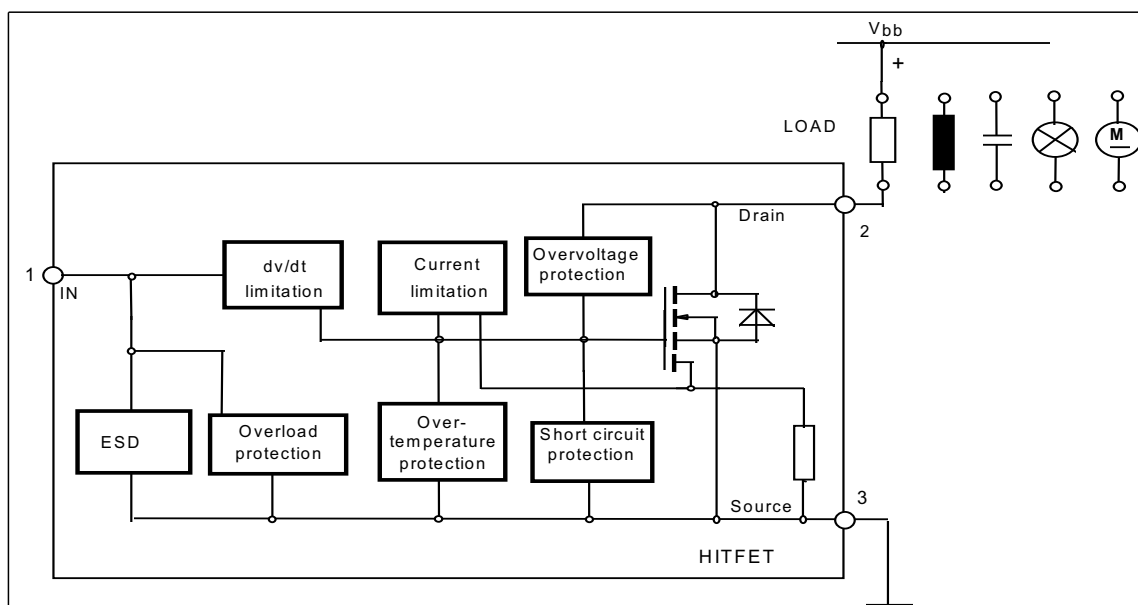 Vbb
+
LOAD
M
Drain
2
Overvoltage
protection
dv/dt
limitation
Current
limitation
1
IN
ESD
Overload
protection
Over-
temperature
protection
Short circuit
protection
Source
3
HITFET